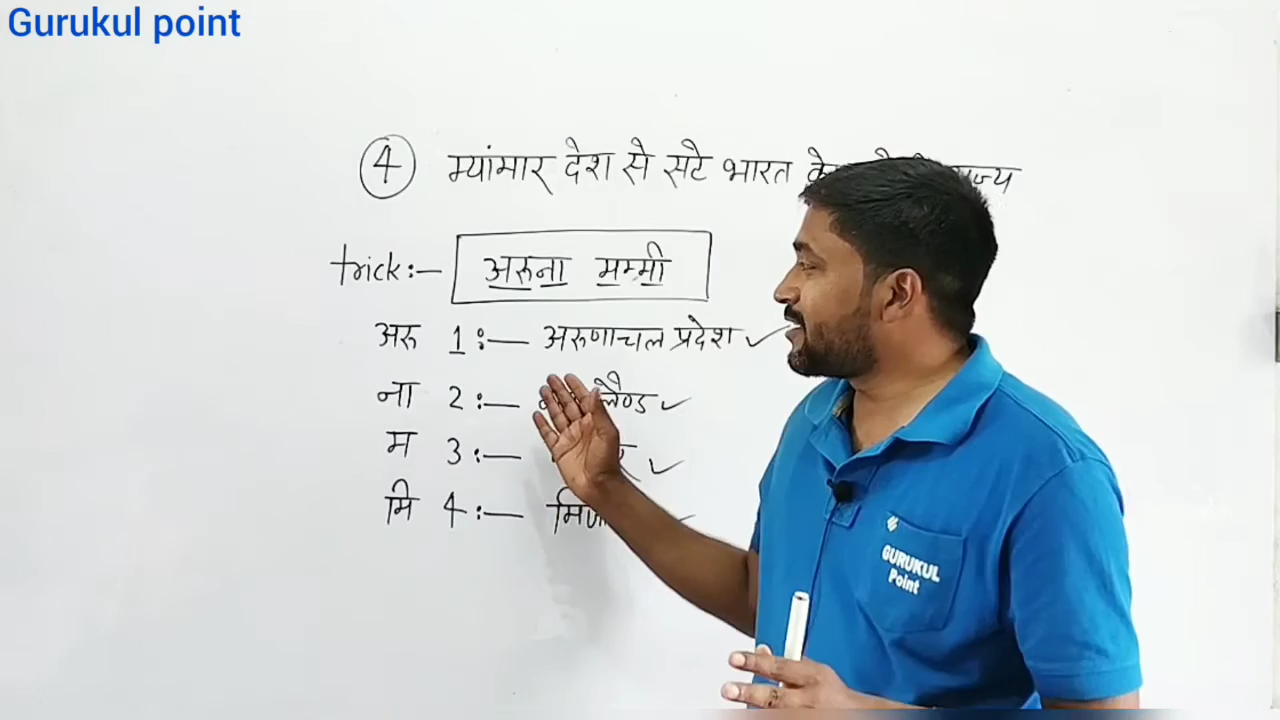 Gurukul point
④ म्यांमार देश से सटे भारत के
trick:- अरूना मम्मी
अरू 1:— अरूणाचल प्रदेश ✓
ना 2:— ✓
म 3:— ✓
मि 4:—
GURUKUL
Point